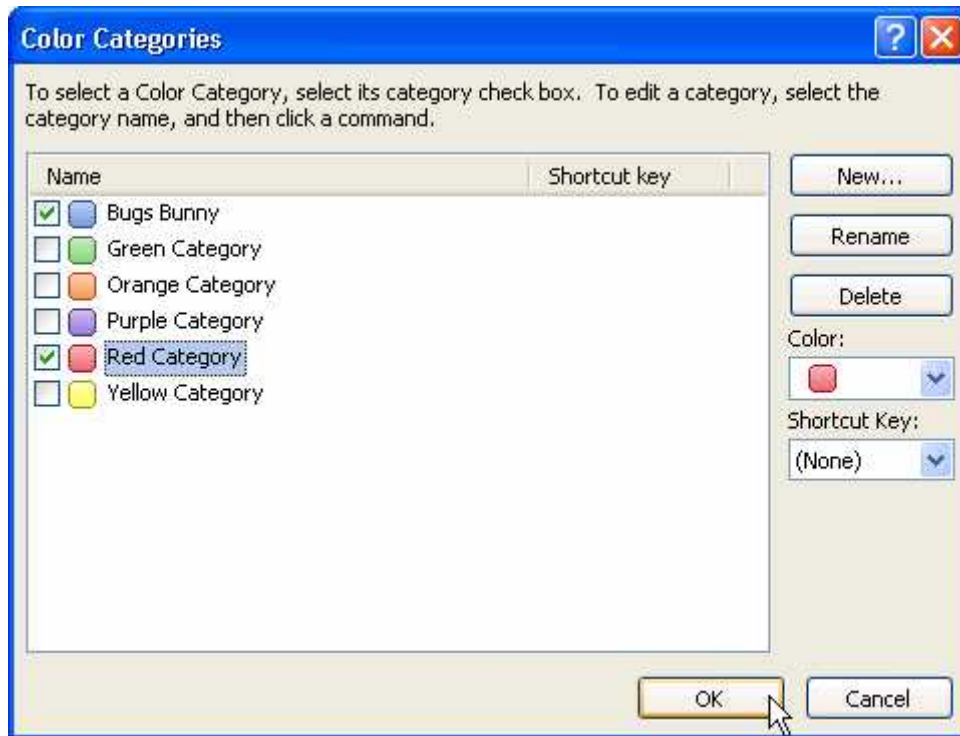 Color Categories
?
To select a Color Category, select its category check box. To edit a category, select the
category name, and then click a command.
Name Shortcut key
Bugs Bunny
Green Category
Orange Category
Purple Category
Red Category
Yellow Category
New...
Rename
Delete
Color:
Shortcut Key:
(None)
OK Cancel